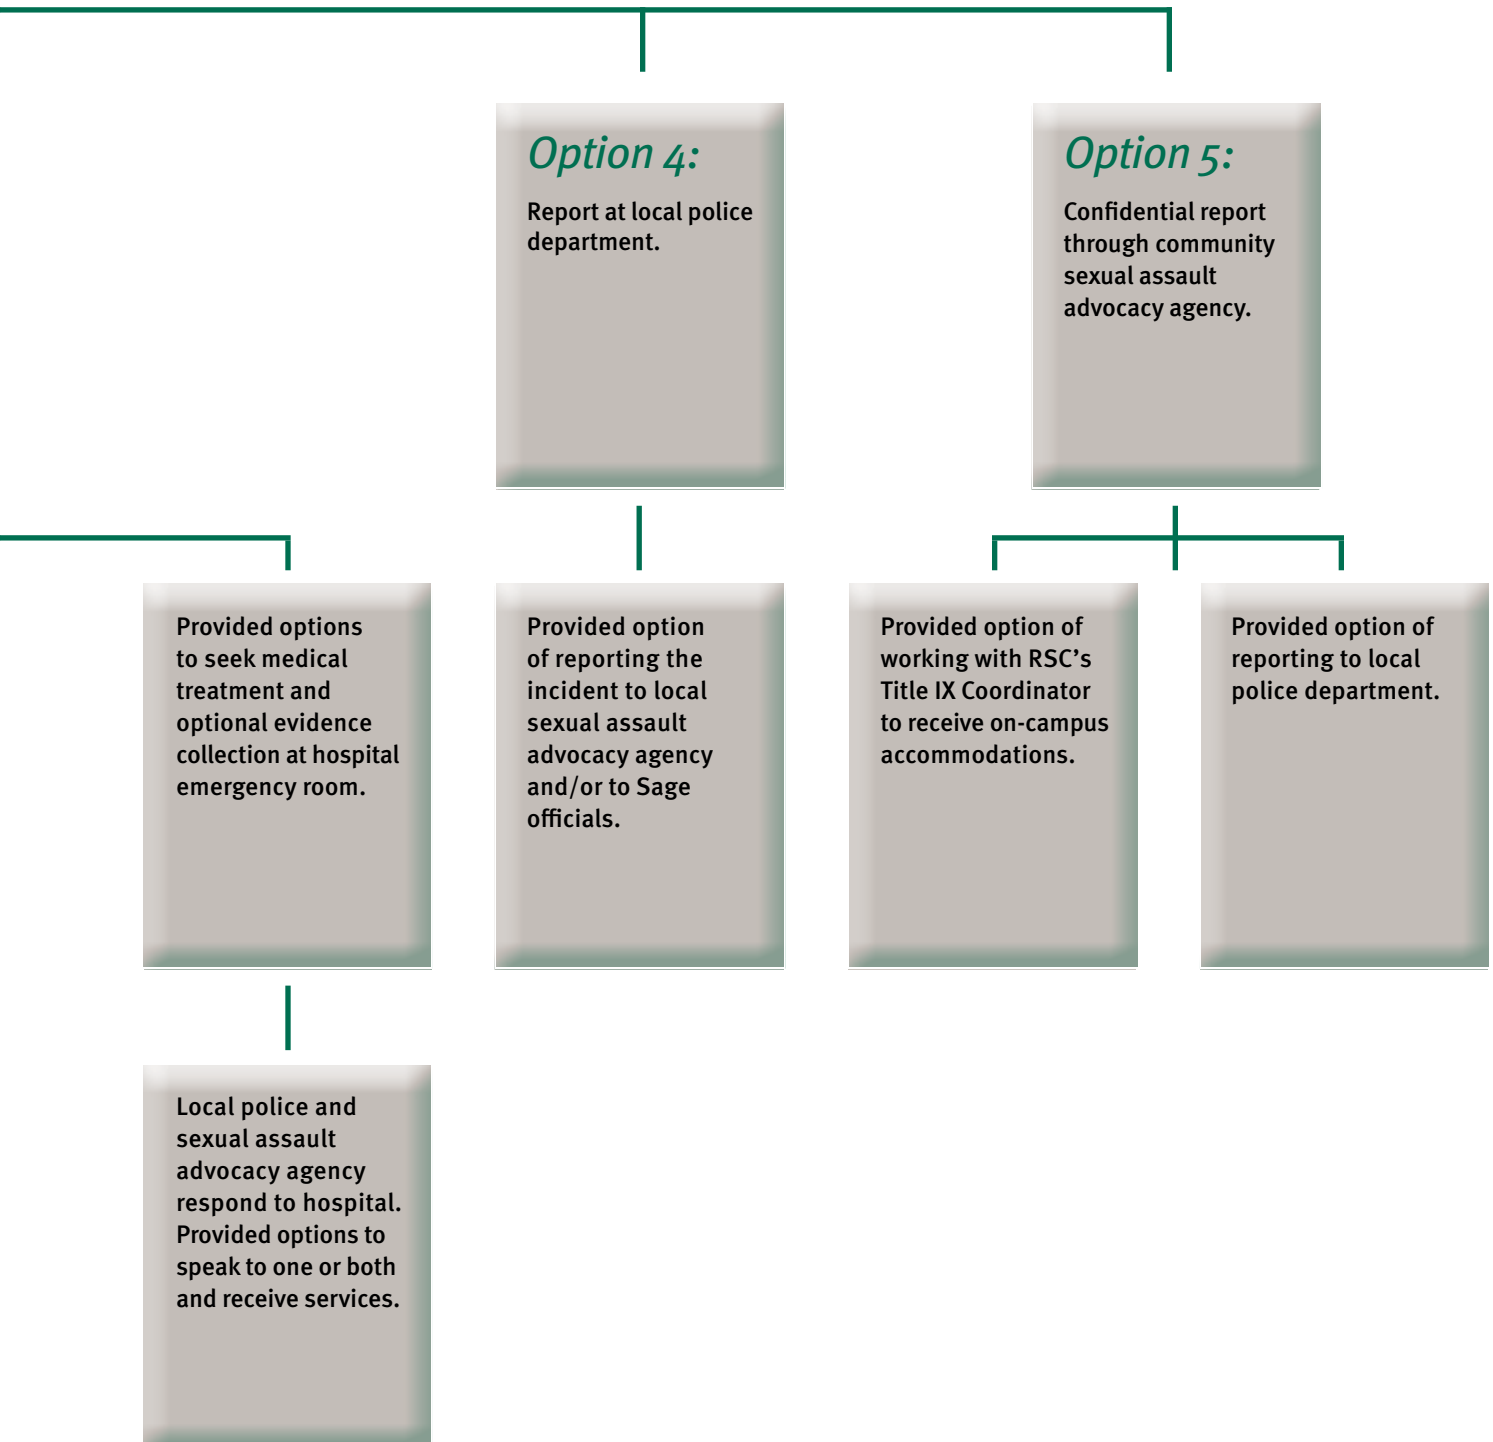 Option 4:
Report at local police
department.
Option 5:
Confidential report
through community
sexual assault
advocacy agency.
Provided options
to seek medical
treatment and
optional evidence
collection at hospital
emergency room.
Provided option
of reporting the
incident to local
sexual assault
advocacy agency
and/or to Sage
officials.
Provided option of
working with RSC’s
Title IX Coordinator
to receive on-campus
accommodations.
Provided option of
reporting to local
police department.
Local police and
sexual assault
advocacy agency
respond to hospital.
Provided options to
speak to one or both
and receive services.